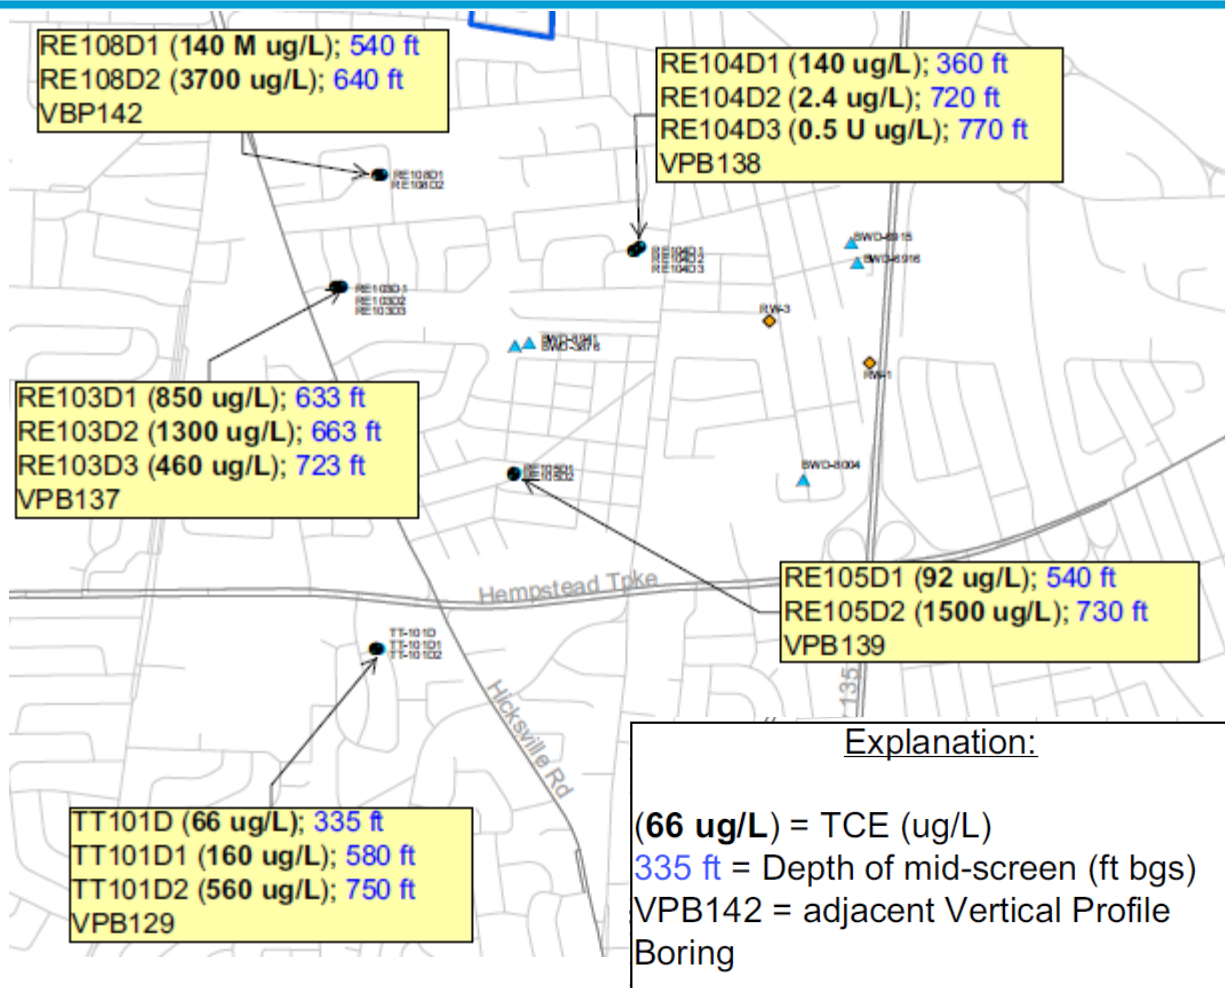 RE108D1 (140 M ug/L); 540 ft
RE108D2 (3700 ug/L); 640 ft
VBP142
RE104D1 (140 ug/L); 360 ft
RE104D2 (2.4 ug/L); 720 ft
RE104D3 (0.5 U ug/L); 770 ft
VPB138
RE108D1
RE108D2
RE104D1
RE104D2
RE104D3
BWD-6915
BWD-6916
RE103D1
RE103D2
RE103D3
RW-3
RW-1
RE103D1 (850 ug/L); 633 ft
RE103D2 (1300 ug/L); 663 ft
RE103D3 (460 ug/L); 723 ft
VPB137
RE105D2
BWD-8004
Hempstead Tpke
RE105D1 (92 ug/L); 540 ft
RE105D2 (1500 ug/L); 730 ft
VPB139
TT-101D
TT-101D1
TT-101D2
135
Hicksville Rd
TT101D (66 ug/L); 335 ft
TT101D1 (160 ug/L); 580 ft
TT101D2 (560 ug/L); 750 ft
VPB129
Explanation:
(66 ug/L) = TCE (ug/L)
335 ft = Depth of mid-screen (ft bgs)
VPB142 = adjacent Vertical Profile
Boring